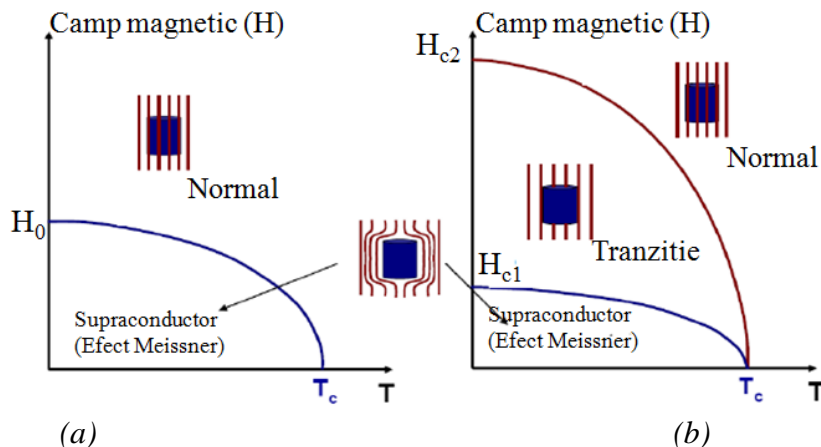 Camp magnetic (H)
Normal
H0
Supraconductor
(Efect Meissner)
Tc
T
(a)
Camp magnetic (H)
Hc2
Normal
Tranzitie
Hc1
Supraconductor
(Efect Meissner)
Tc
T
(b)